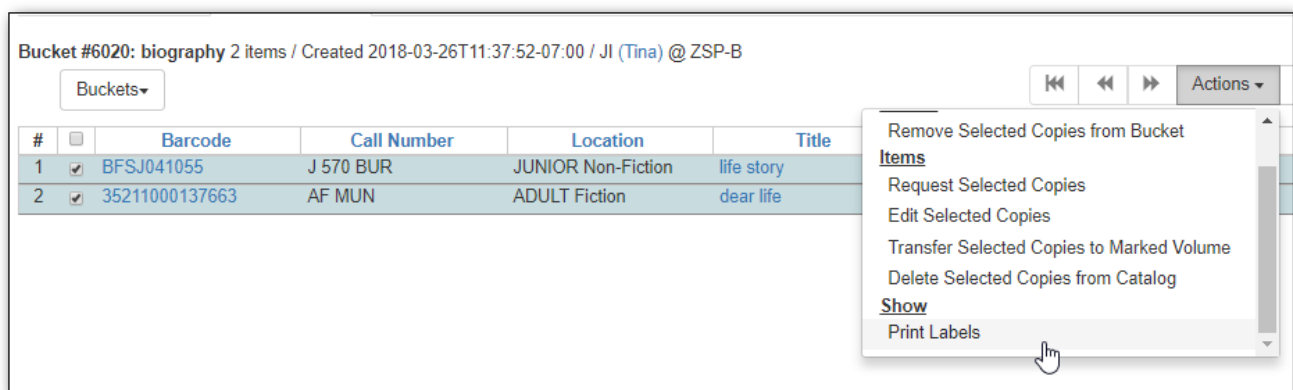 Bucket #6020: biography 2 items / Created 2018-03-26T11:37:52-07:00 / JI (Tina) @ ZSP-B
Buckets
Actions
# Barcode Call Number Location Title
1 BFSJ041055 J 570 BUR JUNIOR Non-Fiction life story
2 35211000137663 AF MUN ADULT Fiction dear life
Remove Selected Copies from Bucket
Items
Request Selected Copies
Edit Selected Copies
Transfer Selected Copies to Marked Volume
Delete Selected Copies from Catalog
Show
Print Labels